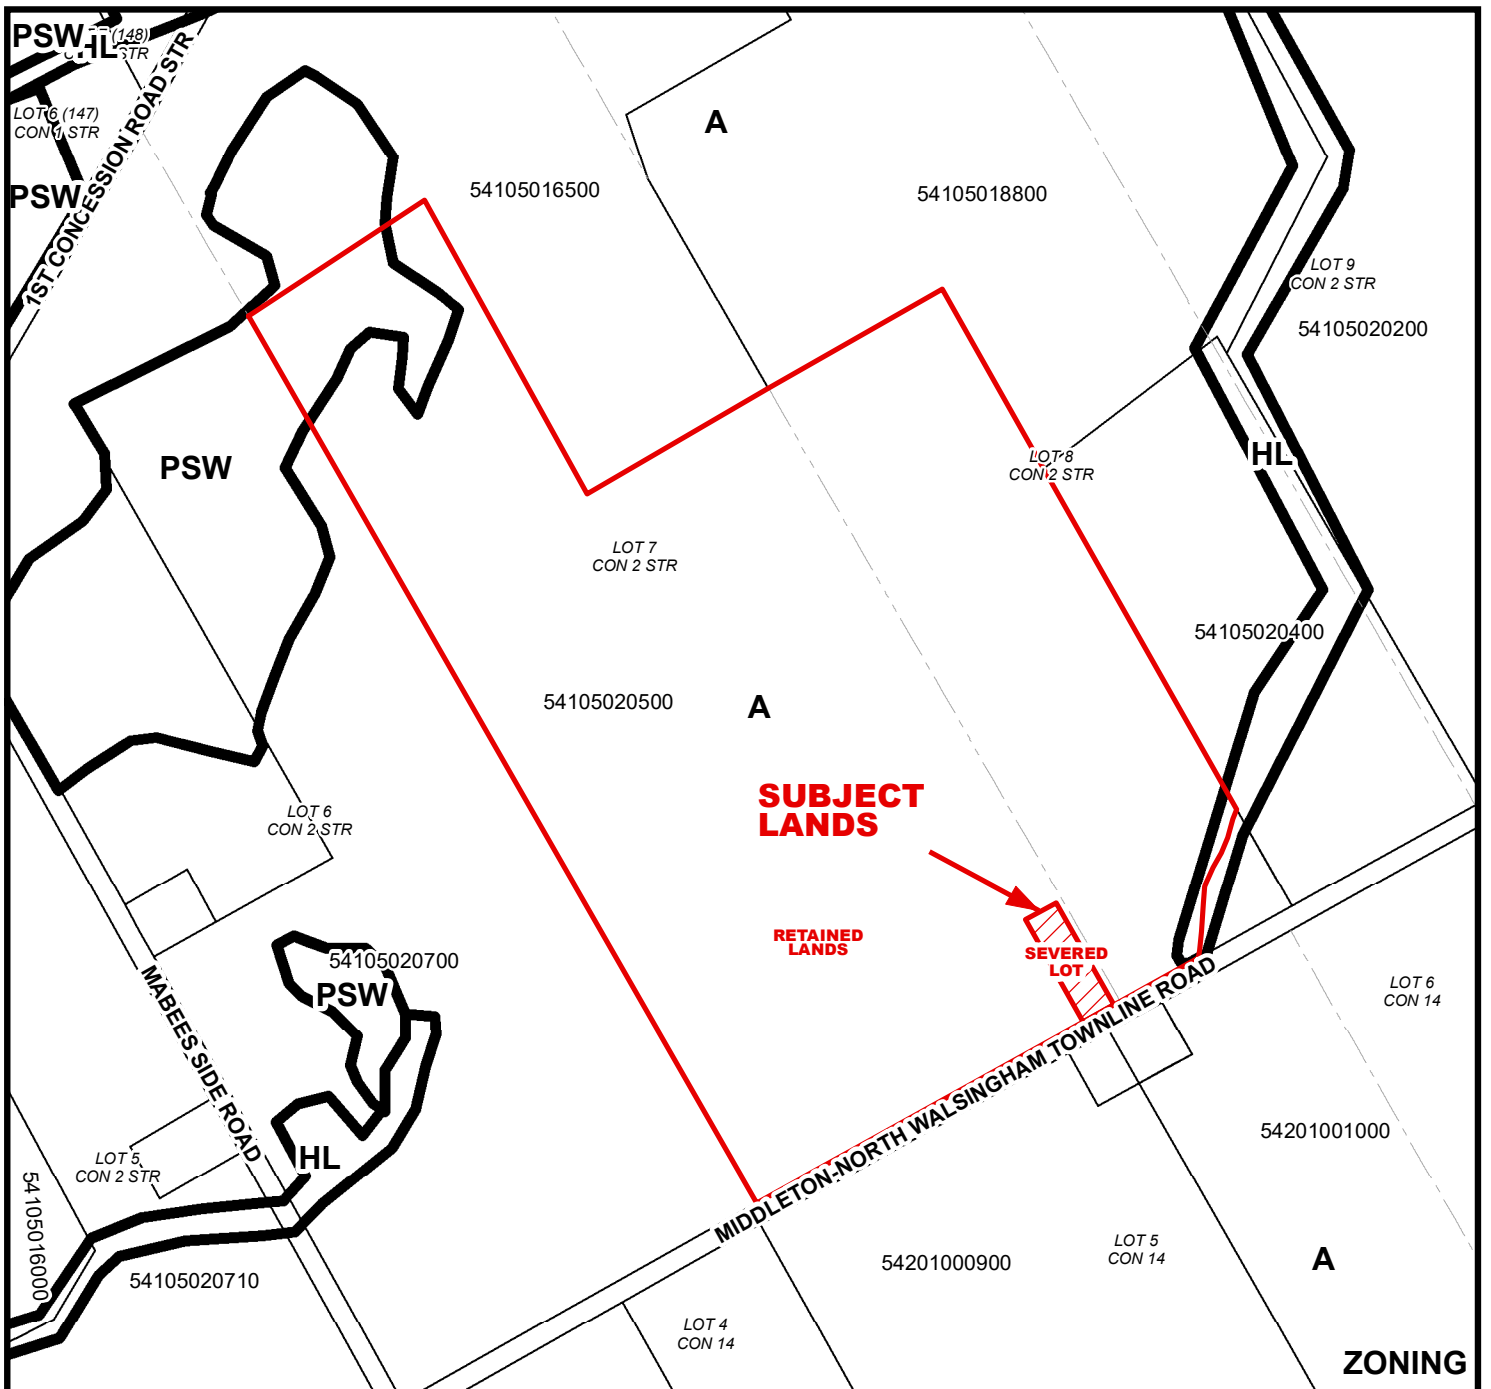 PSW
HL
(148)
STR
LOT 6 (147)
CON 1 STR
PSW
1ST CONCESSION ROAD STR
A
54105016500
54105018800
LOT 9
CON 2 STR
54105020200
PSW
HL
LOT 8
CON 2 STR
LOT 7
CON 2 STR
54105020400
54105020500
A
SUBJECT
LANDS
LOT 6
CON 2 STR
RETAINED
LANDS
SEVERED
LOT
54105020700
PSW
MABEES SIDE ROAD
MIDDLETON-NORTH WALSINGHAM TOWNLINE ROAD
LOT 6
CON 14
54201001000
HL
LOT 5
CON 2 STR
54105016000
54105020710
54201000900
LOT 5
CON 14
A
LOT 4
CON 14
ZONING